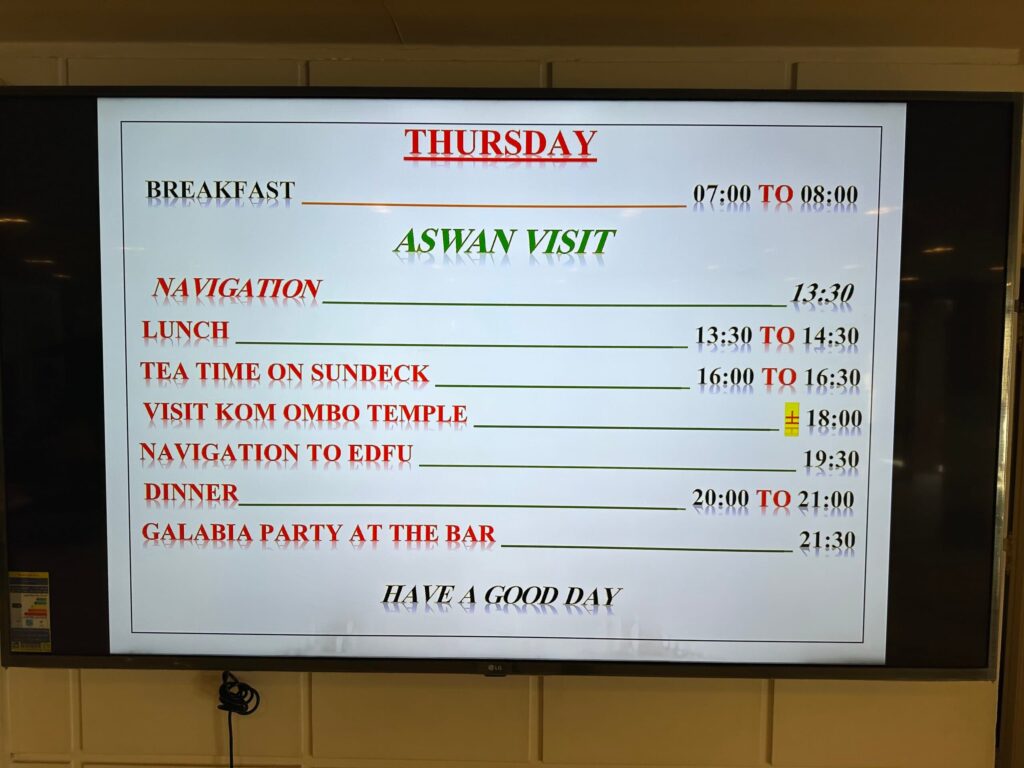 THURSDAY
BREAKFAST 07:00 TO 08:00
ASWAN VISIT
NAVIGATION 13:30
LUNCH 13:30 TO 14:30
TEA TIME ON SUNDECK 16:00 TO 16:30
VISIT KOM OMBO TEMPLE ± 18:00
NAVIGATION TO EDFU 19:30
DINNER 20:00 TO 21:00
GALABIA PARTY AT THE BAR 21:30
HAVE A GOOD DAY
LG